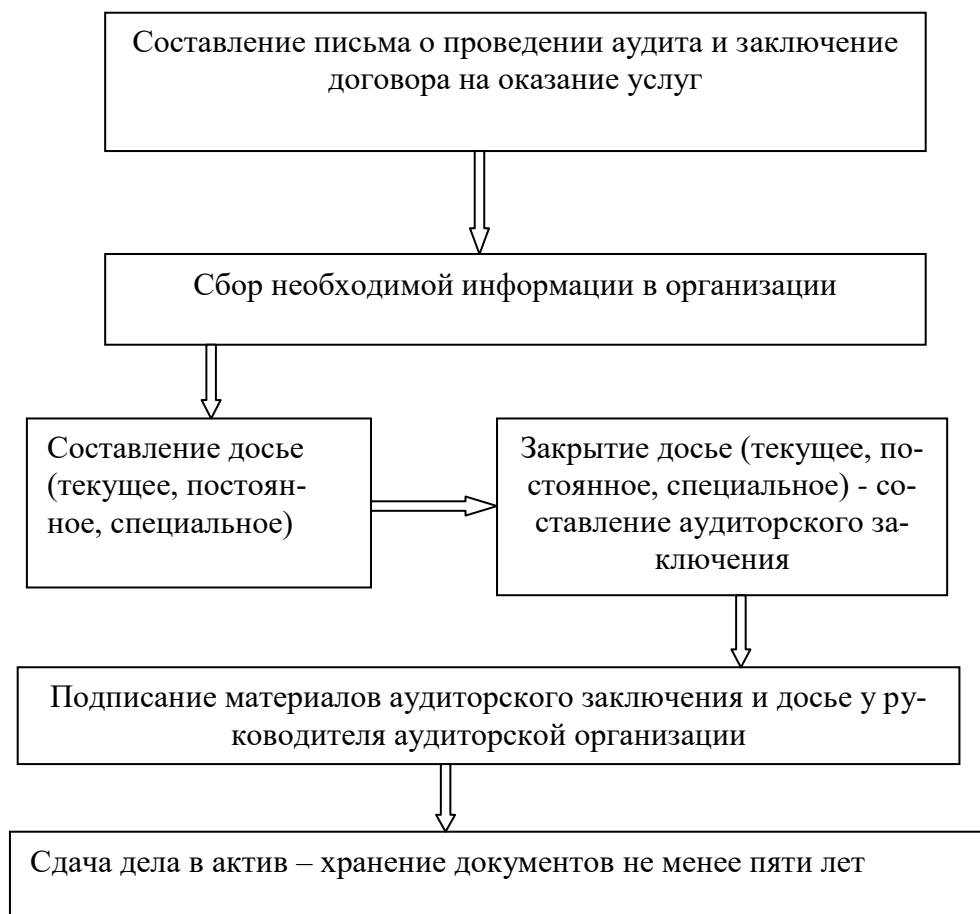 Составление письма о проведении аудита и заключение
договора на оказание услуг
Сбор необходимой информации в организации
Составление досье
(текущее, постоян-
ное, специальное)
Закрытие досье (текущее, по-
стоянное, специальное) - со-
ставление аудиторского за-
ключения
Подписание материалов аудиторского заключения и досье у ру-
ководителя аудиторской организации
Сдача дела в актив – хранение документов не менее пяти лет